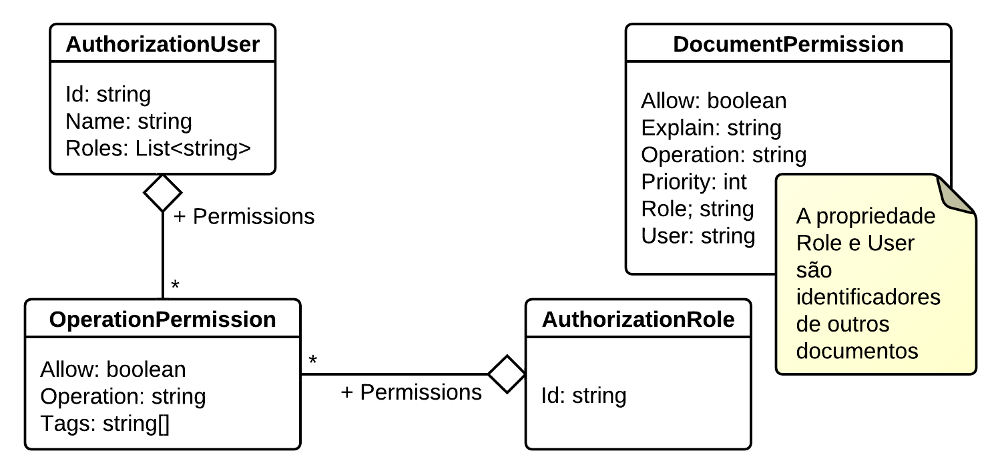 AuthorizationUser
Id: string
Name: string
Roles: List<string>
+ Permissions
*
OperationPermission
Allow: boolean
Operation: string
Tags: string[]
*
+ Permissions
AuthorizationRole
Id: string
DocumentPermission
Allow: boolean
Explain: string
Operation: string
Priority: int
Role; string
User: string
A propriedade
Role e User
são
identificadores
de outros
documentos